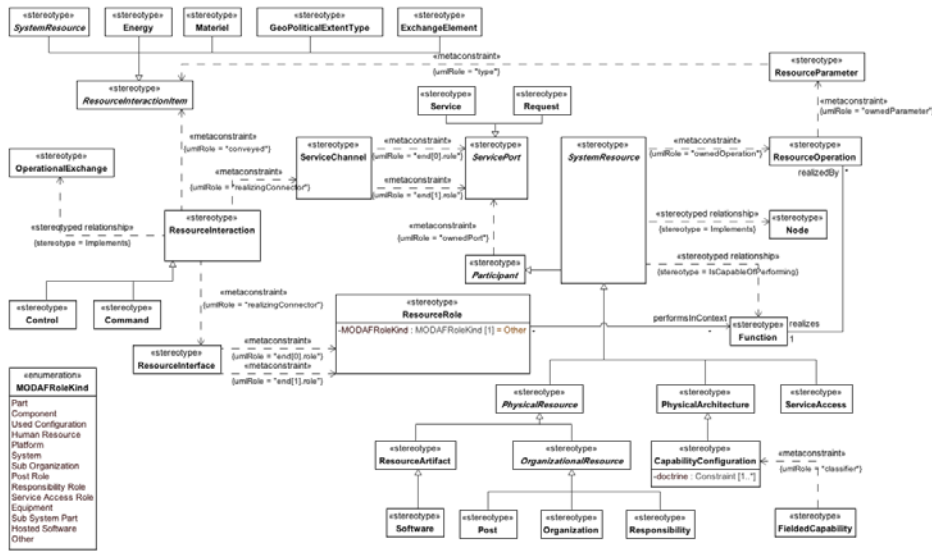 «stereotype»
SystemResource
«stereotype»
Energy
«stereotype»
Materiel
«stereotype»
GeoPoliticalExtentType
«stereotype»
ExchangeElement
«stereotype»
ResourceInteractionItem
«metaconstraint»
{umlRole = "type"}
«stereotype»
ResourceParameter
«stereotype»
Service
«stereotype»
Request
«metaconstraint»
{umlRole = "ownedParameter"}
«metaconstraint»
{umlRole = "conveyed"}
«stereotype»
OperationalExchange
«stereotype»
ServiceChannel
«metaconstraint»
{umlRole = "end[0].role"}
«metaconstraint»
{umlRole = "end[1].role"}
«stereotype»
ServicePort
«stereotype»
SystemResource
«metaconstraint»
{umlRole = "ownedOperation"}
«stereotype»
ResourceOperation
realizedBy
*
«metaconstraint»
{umlRole = "realizingConnector"}
«stereotyped relationship»
{stereotype = Implements}
«stereotype»
ResourceInteraction
«metaconstraint»
{umlRole = "ownedPort"}
«stereotyped relationship»
{stereotype = Implements}
«stereotype»
Node
«stereotype»
Participant
«stereotyped relationship»
{stereotype = IsCapableOfPerforming}
«stereotype»
Control
«stereotype»
Command
«metaconstraint»
{umlRole = "realizingConnector"}
«stereotype»
ResourceRole
-MODAFRoleKind : MODAFRoleKind [1] = Other
*
performsInContext
*
«stereotype»
Function
realizes
1
«stereotype»
ResourceInterface
«metaconstraint»
{umlRole = "end[0].role"}
«metaconstraint»
{umlRole = "end[1].role"}
«enumeration»
MODAFRoleKind
Part
Component
Used Configuration
Human Resource
Platform
System
Sub Organization
Post Role
Responsibility Role
Service Access Role
Equipment
Sub System Part
Hosted Software
Other
«stereotype»
PhysicalResource
«stereotype»
PhysicalArchitecture
«stereotype»
ServiceAccess
«stereotype»
ResourceArtifact
«stereotype»
OrganizationalResource
«stereotype»
CapabilityConfiguration
-doctrine : Constraint [1..*]
«metaconstraint»
{umlRole = "classifier"}
«stereotype»
Software
«stereotype»
Post
«stereotype»
Organization
«stereotype»
Responsibility
«stereotype»
FieldedCapability